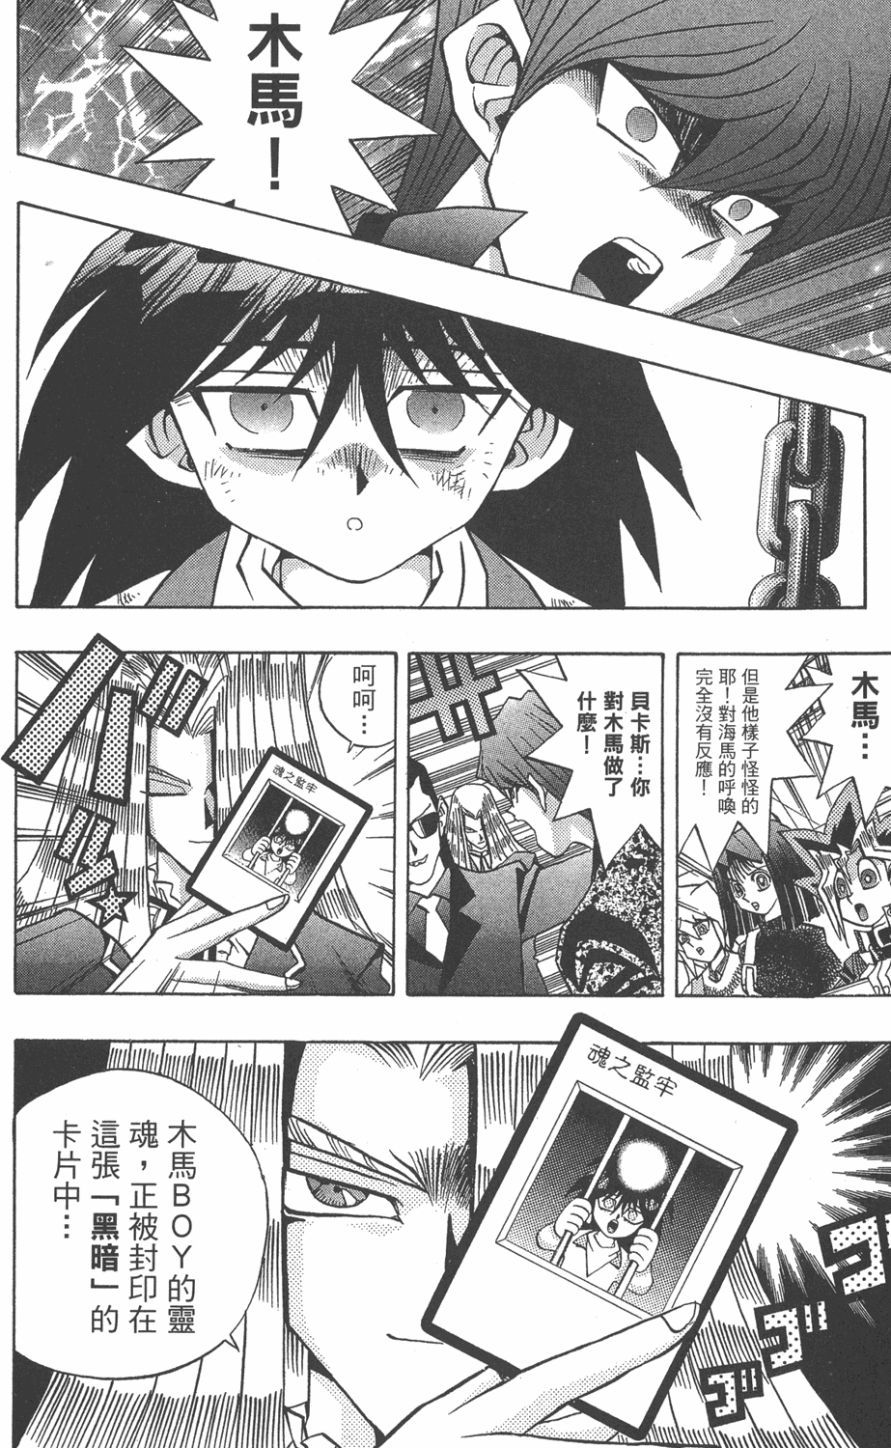 木馬！
木馬…
但是他樣子怪怪的
耶！對海馬的呼喚
完全沒有反應！
貝卡斯…你
對木馬做了
什麼！
呵呵…
魂之監牢
木馬ＢＯＹ的靈
魂，正被封印在
這張「黑暗」的
卡片中…
魂之監牢
ゴゴゴ